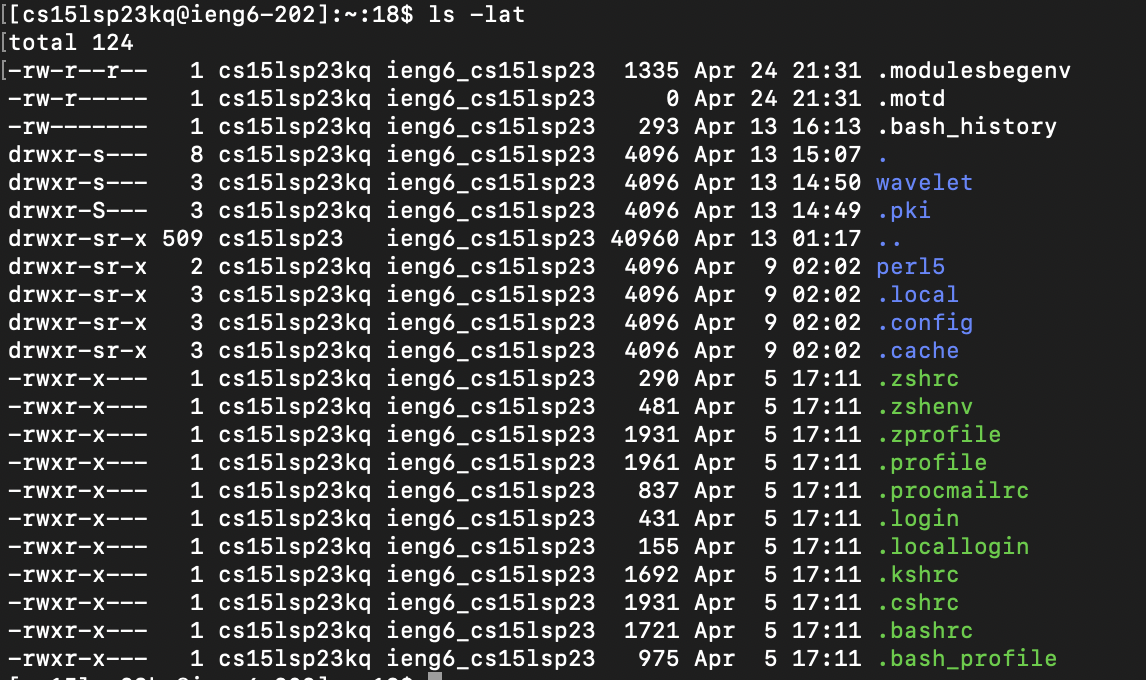 [[cs15lsp23kq@ieng6-202]:~:18$ ls -lat
[total 124
[-rw-r--r--   1 cs15lsp23kq ieng6_cs15lsp23  1335 Apr 24 21:31 .modulesbegenv
-rw-r-----   1 cs15lsp23kq ieng6_cs15lsp23     0 Apr 24 21:31 .motd
-rw-------   1 cs15lsp23kq ieng6_cs15lsp23   293 Apr 13 16:13 .bash_history
drwxr-s---   8 cs15lsp23kq ieng6_cs15lsp23  4096 Apr 13 15:07 .
drwxr-s---   3 cs15lsp23kq ieng6_cs15lsp23  4096 Apr 13 14:50 wavelet
drwxr-S---   3 cs15lsp23kq ieng6_cs15lsp23  4096 Apr 13 14:49 .pki
drwxr-sr-x 509 cs15lsp23   ieng6_cs15lsp23 40960 Apr 13 01:17 ..
drwxr-sr-x   2 cs15lsp23kq ieng6_cs15lsp23  4096 Apr  9 02:02 perl5
drwxr-sr-x   3 cs15lsp23kq ieng6_cs15lsp23  4096 Apr  9 02:02 .local
drwxr-sr-x   3 cs15lsp23kq ieng6_cs15lsp23  4096 Apr  9 02:02 .config
drwxr-sr-x   3 cs15lsp23kq ieng6_cs15lsp23  4096 Apr  9 02:02 .cache
-rwxr-x---   1 cs15lsp23kq ieng6_cs15lsp23   290 Apr  5 17:11 .zshrc
-rwxr-x---   1 cs15lsp23kq ieng6_cs15lsp23   481 Apr  5 17:11 .zshenv
-rwxr-x---   1 cs15lsp23kq ieng6_cs15lsp23  1931 Apr  5 17:11 .zprofile
-rwxr-x---   1 cs15lsp23kq ieng6_cs15lsp23  1961 Apr  5 17:11 .profile
-rwxr-x---   1 cs15lsp23kq ieng6_cs15lsp23   837 Apr  5 17:11 .procmailrc
-rwxr-x---   1 cs15lsp23kq ieng6_cs15lsp23   431 Apr  5 17:11 .login
-rwxr-x---   1 cs15lsp23kq ieng6_cs15lsp23   155 Apr  5 17:11 .locallogin
-rwxr-x---   1 cs15lsp23kq ieng6_cs15lsp23  1692 Apr  5 17:11 .kshrc
-rwxr-x---   1 cs15lsp23kq ieng6_cs15lsp23  1931 Apr  5 17:11 .cshrc
-rwxr-x---   1 cs15lsp23kq ieng6_cs15lsp23  1721 Apr  5 17:11 .bashrc
-rwxr-x---   1 cs15lsp23kq ieng6_cs15lsp23   975 Apr  5 17:11 .bash_profile